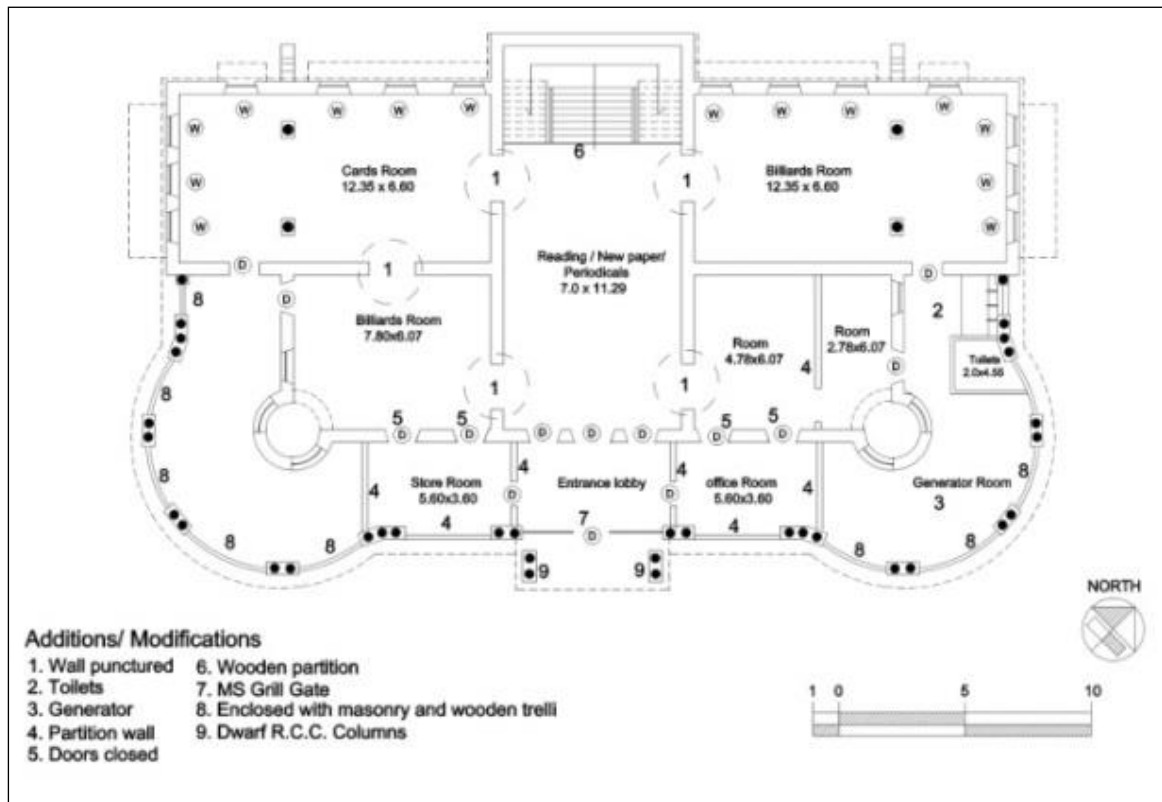 W W W W W W W W
6
W W
Cards Room
12.35 x 6.60
1
1
Billiards Room
12.35 x 6.60
W W
W W
Reading / New paper/
Periodicals
7.0 x 11.29
D
1
D
8
D
2
Billiards Room
7.80x6.07
Room
4.78x6.07
Room
2.78x6.07
Toilets
2.0x4.55
4
D
8
1
1
8
5 5
5 5
D D D D D D D
8
4
Store Room
5.60x3.60
4
Entrance lobby
4
office Room
5.60x3.60
4
Generator Room
3
8
D
D
8
4
7
D
4
8
8
8
8
9
9
NORTH
Additions/ Modifications
1. Wall punctured
2. Toilets
3. Generator
4. Partition wall
5. Doors closed
6. Wooden partition
7. MS Grill Gate
8. Enclosed with masonry and wooden trelli
9. Dwarf R.C.C. Columns
1 0 5 10